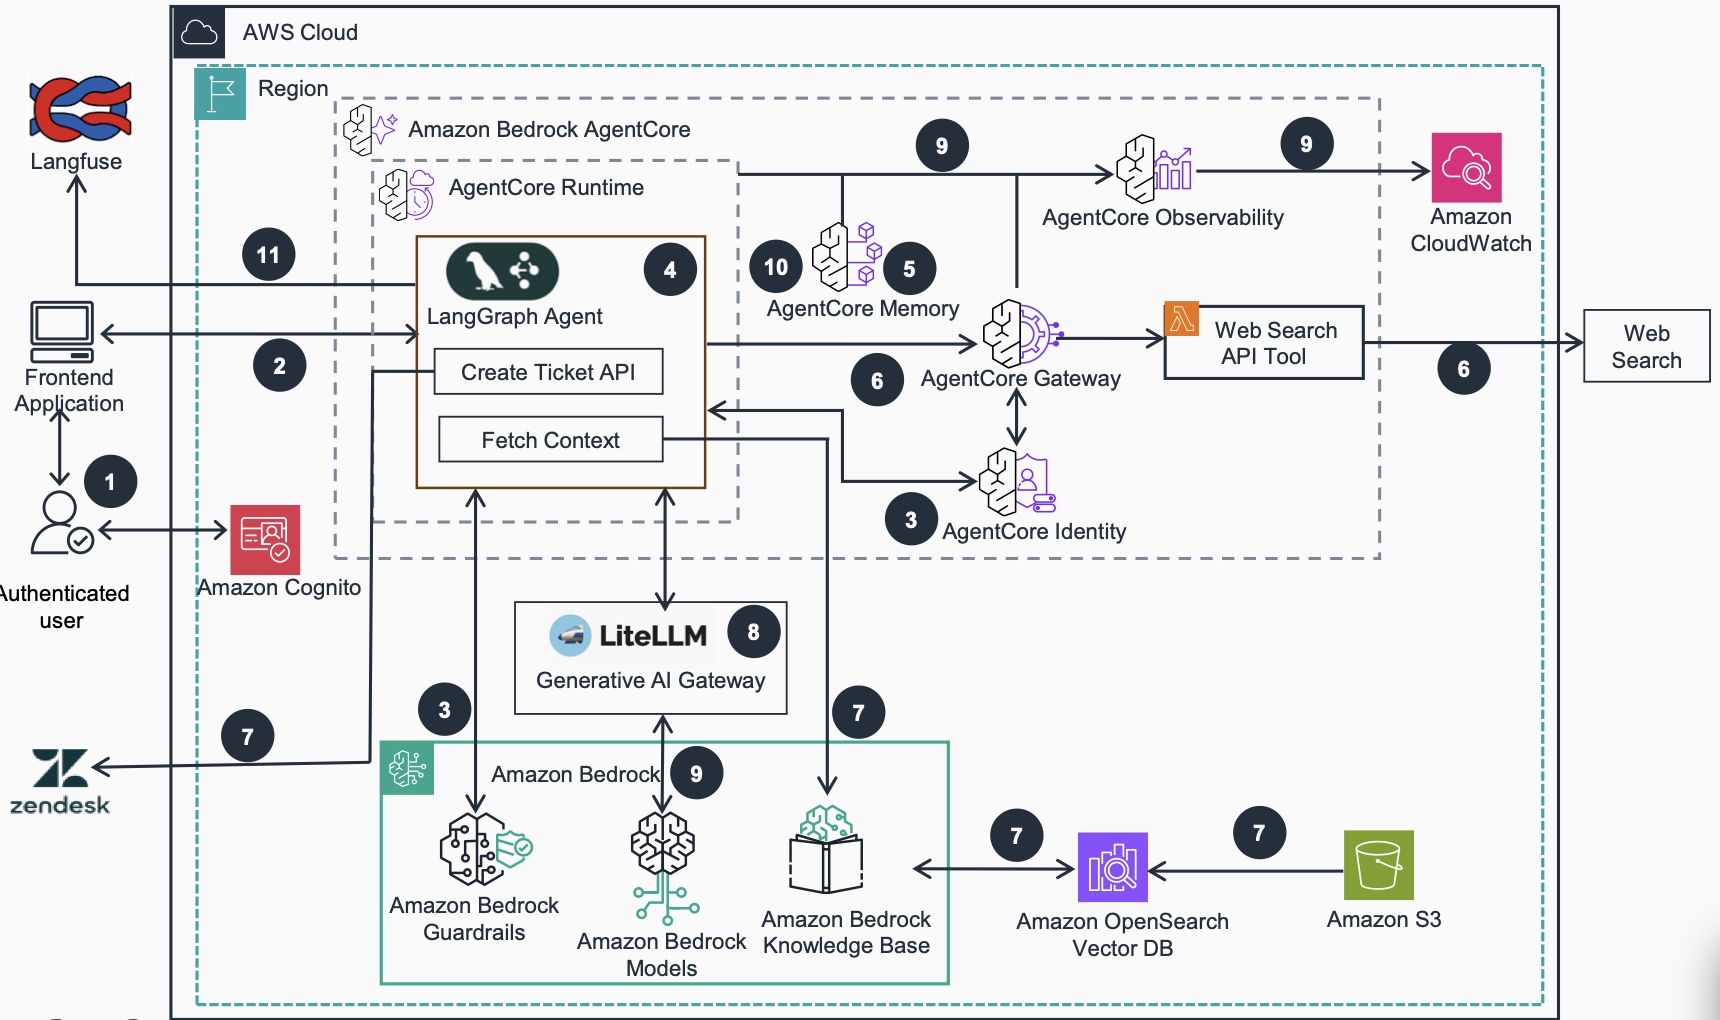 AWS Cloud
Region
Langfuse
Amazon Bedrock AgentCore
AgentCore Runtime
9
9
AgentCore Observability
Amazon
CloudWatch
11
4
10
5
LangGraph Agent
AgentCore Memory
2
Frontend
Application
Create Ticket API
6
AgentCore Gateway
Web Search
API Tool
6
Web
Search
Fetch Context
1
3
AgentCore Identity
Authenticated
user
Amazon Cognito
LiteLLM
8
Generative AI Gateway
3
7
7
zendesk
Amazon Bedrock
9
Amazon Bedrock
Guardrails
Amazon Bedrock
Models
Amazon Bedrock
Knowledge Base
7
Amazon OpenSearch
Vector DB
7
Amazon S3